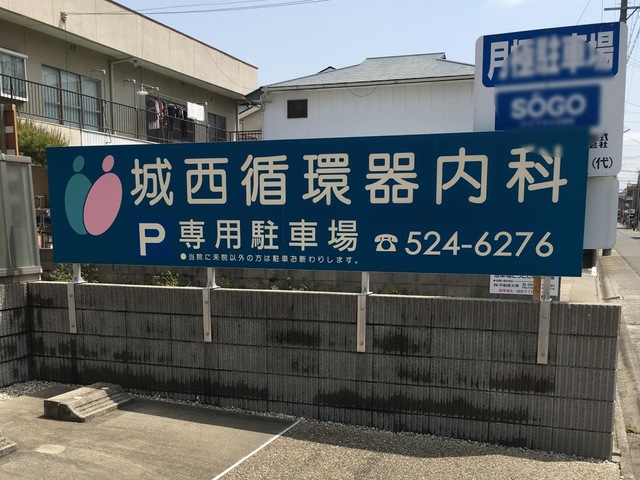 月極駐車場
SOGO
(代)
城西循環器内科
P 専用駐車場 ☎524-6276
●当院に来院以外の方は駐車お断わりします。